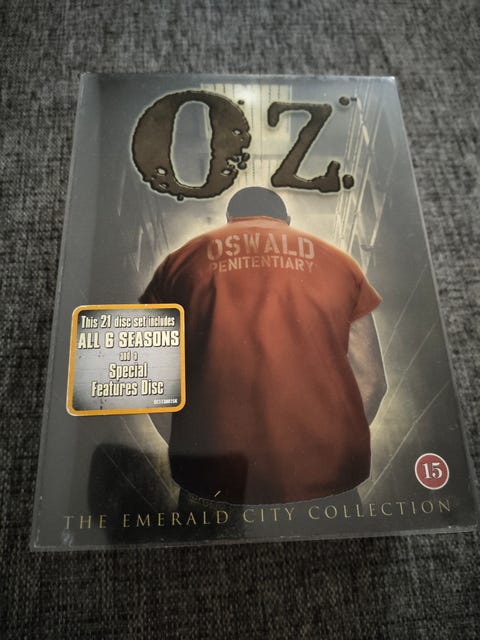 OZ.
OSWALD
PENITENTIARY
This 21 disc set includes
ALL 6 SEASONS
and a
Special
Features Disc
15
THE EMERALD CITY COLLECTION